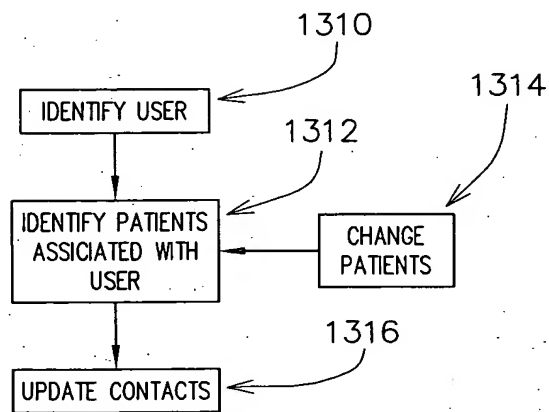 1310
IDENTIFY USER
1314
1312
IDENTIFY PATIENTS
ASSICIATED WITH
USER
CHANGE
PATIENTS
1316
UPDATE CONTACTS